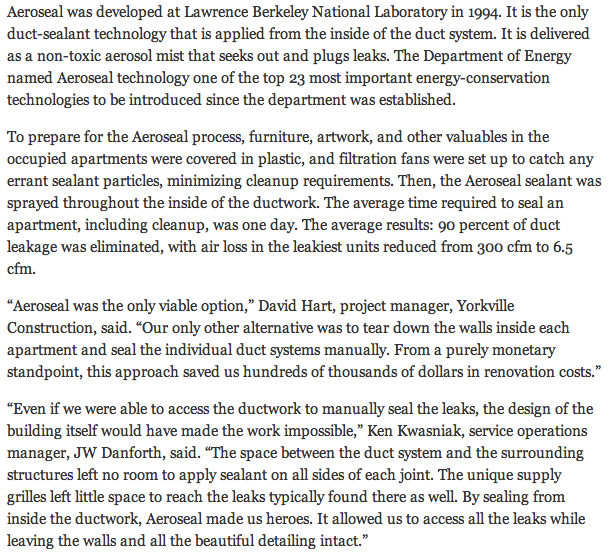 Aeroseal was developed at Lawrence Berkeley National Laboratory in 1994. It is the only
duct-sealant technology that is applied from the inside of the duct system. It is delivered
as a non-toxic aerosol mist that seeks out and plugs leaks. The Department of Energy
named Aeroseal technology one of the top 23 most important energy-conservation
technologies to be introduced since the department was established.
To prepare for the Aeroseal process, furniture, artwork, and other valuables in the
occupied apartments were covered in plastic, and filtration fans were set up to catch any
errant sealant particles, minimizing cleanup requirements. Then, the Aeroseal sealant was
sprayed throughout the inside of the ductwork. The average time required to seal an
apartment, including cleanup, was one day. The average results: 90 percent of duct
leakage was eliminated, with air loss in the leakiest units reduced from 300 cfm to 6.5
cfm.
“Aeroseal was the only viable option,” David Hart, project manager, Yorkville
Construction, said. “Our only other alternative was to tear down the walls inside each
apartment and seal the individual duct systems manually. From a purely monetary
standpoint, this approach saved us hundreds of thousands of dollars in renovation costs.”
“Even if we were able to access the ductwork to manually seal the leaks, the design of the
building itself would have made the work impossible,” Ken Kwasniak, service operations
manager, JW Danforth, said. “The space between the duct system and the surrounding
structures left no room to apply sealant on all sides of each joint. The unique supply
grilles left little space to reach the leaks typically found there as well. By sealing from
inside the ductwork, Aeroseal made us heroes. It allowed us to access all the leaks while
leaving the walls and all the beautiful detailing intact.”